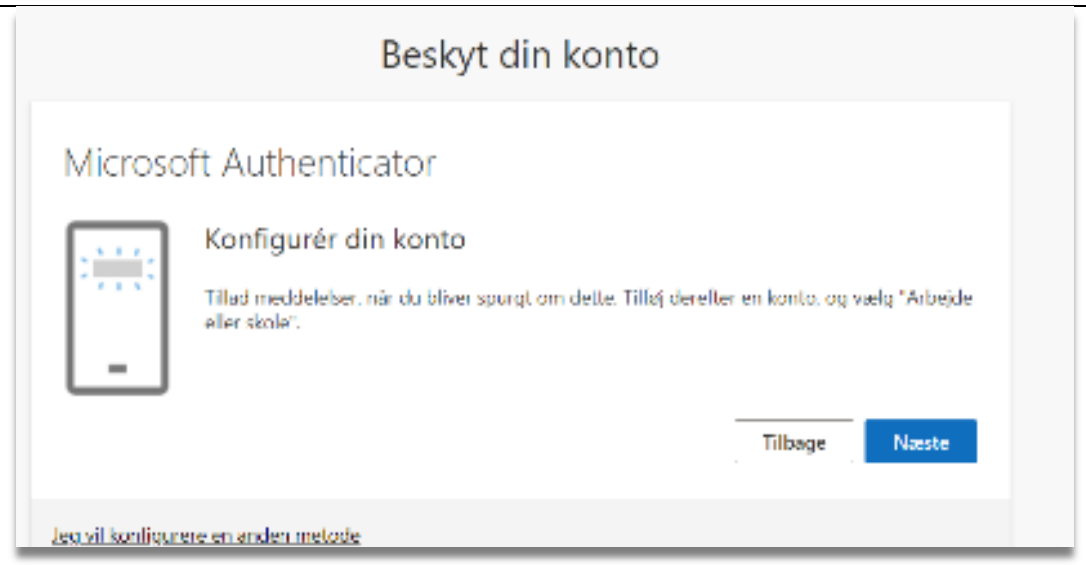 Beskyt din konto
Microsoft Authenticator
Konfigurér din konto
Tillad meddelelser, når du bliver spurgt om dette. Tilføj derefter en konto, og vælg "Arbejde
eller skole".
Tilbage
Næste
Jeg vil konfigurere en anden metode